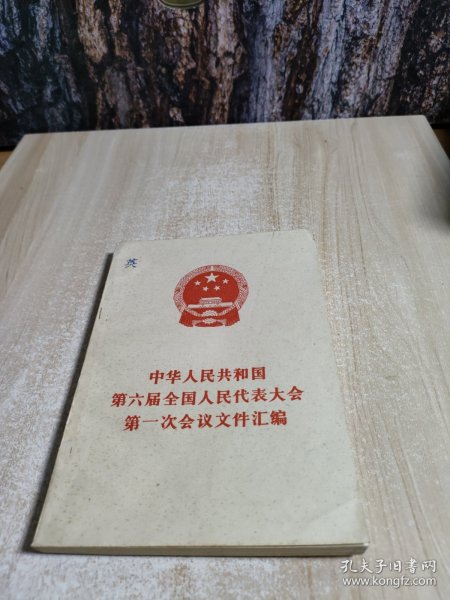 英
中华人民共和国
第六届全国人民代表大会
第一次会议文件汇编
孔夫子旧书网
www.kongfz.com